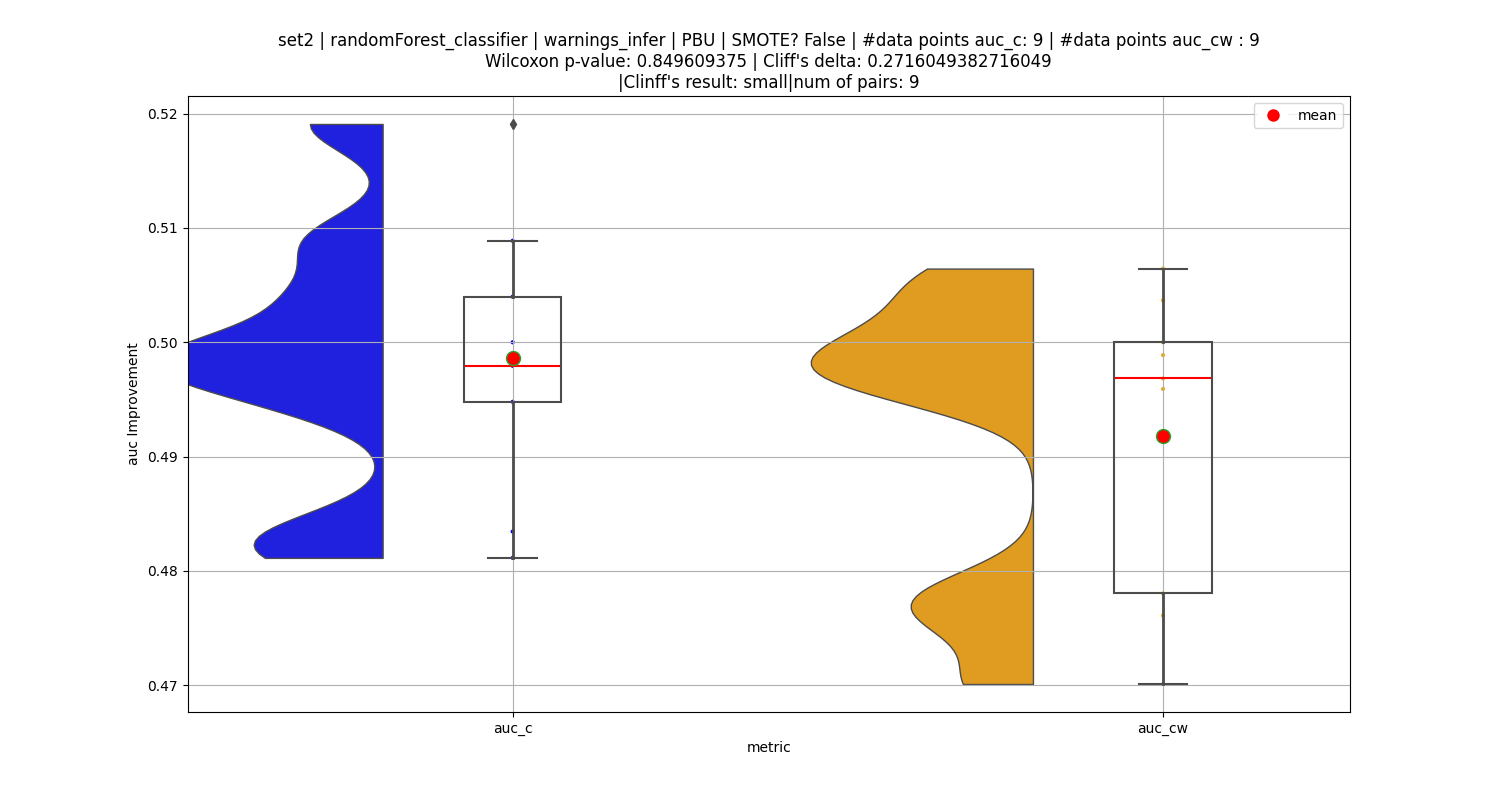 set2 | randomForest_classifier | warnings_infer | PBU | SMOTE? False | #data points auc_c: 9 | #data points auc_cw : 9
Wilcoxon p-value: 0.849609375 | Cliff's delta: 0.2716049382716049
|Clinff's result: small|num of pairs: 9
mean
0.52
0.51
0.50
0.49
0.48
0.47
auc Improvement
auc_c
auc_cw
metric